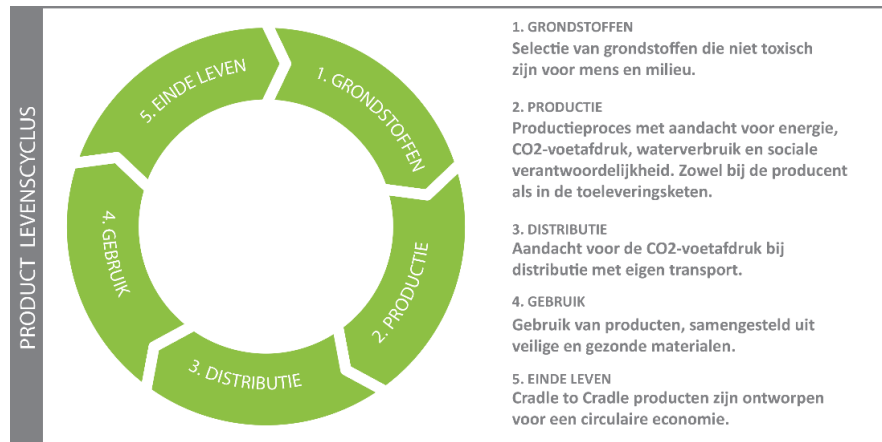 PRODUCT LEVENSCYCLUS
1. GRONDSTOFFEN
2. PRODUCTIE
3. DISTRIBUTIE
4. GEBRUIK
5. EINDE LEVEN
1. GRONDSTOFFEN
Selectie van grondstoffen die niet toxisch
zijn voor mens en milieu.
2. PRODUCTIE
Productieproces met aandacht voor energie,
CO2-voetafdruk, waterverbruik en sociale
verantwoordelijkheid. Zowel bij de producent
als in de toeleveringsketen.
3. DISTRIBUTIE
Aandacht voor de CO2-voetafdruk bij
distributie met eigen transport.
4. GEBRUIK
Gebruik van producten, samengesteld uit
veilige en gezonde materialen.
5. EINDE LEVEN
Cradle to Cradle producten zijn ontworpen
voor een circulaire economie.